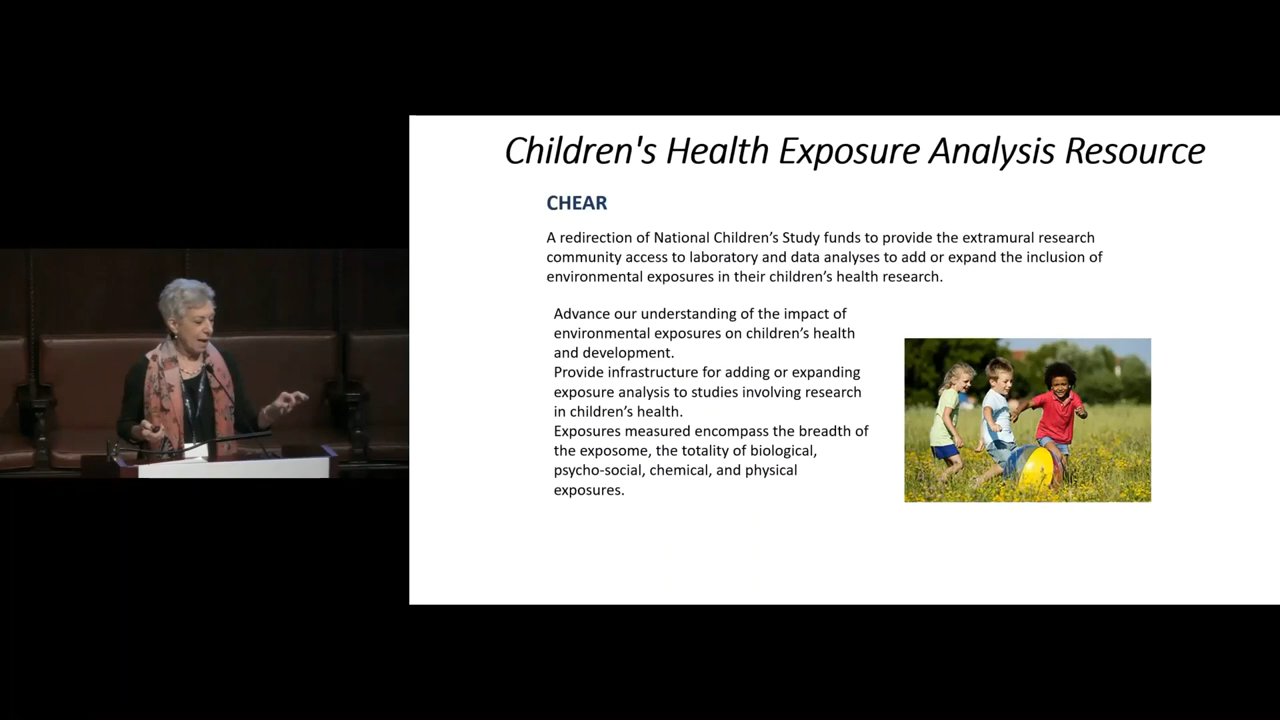 Children's Health Exposure Analysis Resource
CHEAR
A redirection of National Children’s Study funds to provide the extramural research
community access to laboratory and data analyses to add or expand the inclusion of
environmental exposures in their children’s health research.
Advance our understanding of the impact of
environmental exposures on children’s health
and development.
Provide infrastructure for adding or expanding
exposure analysis to studies involving research
in children’s health.
Exposures measured encompass the breadth of
the exposome, the totality of biological,
psycho-social, chemical, and physical
exposures.